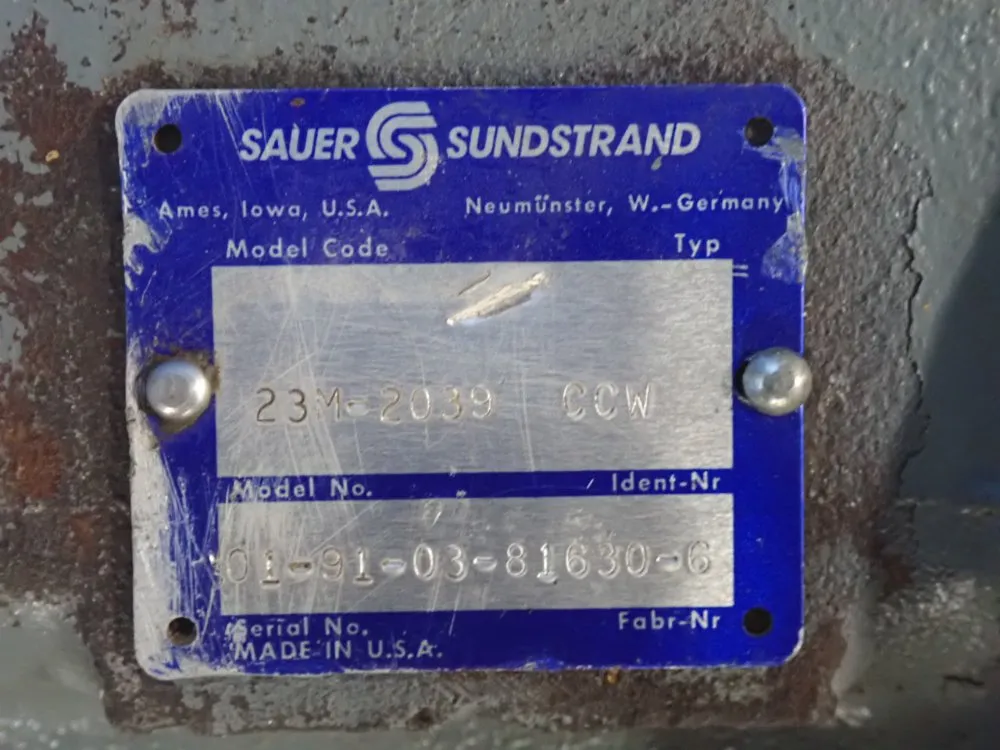 SAUER SUNDSTRAND
Ames, Iowa, U.S.A. Neumünster, W.-Germany
Model Code Typ
23M-2039 CCW
Model No. Ident-Nr
01-91-03-81630-6
Serial No. Fabr-Nr
MADE IN U.S.A.